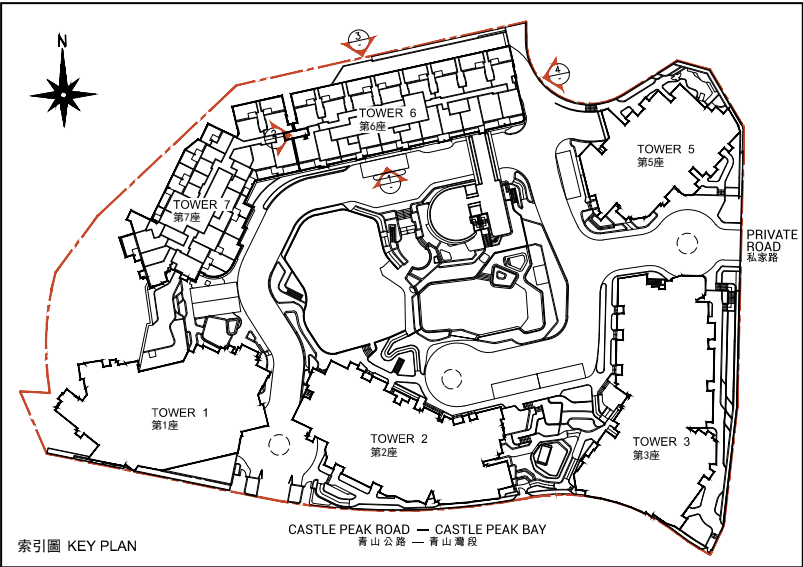 N
3
-
4
-
TOWER 6
第6座
2
-
TOWER 5
第5座
1
-
TOWER 7
第7座
PRIVATE
ROAD
私家路
TOWER 1
第1座
TOWER 2
第2座
TOWER 3
第3座
CASTLE PEAK ROAD — CASTLE PEAK BAY
青山公路 — 青山灣段
索引圖 KEY PLAN